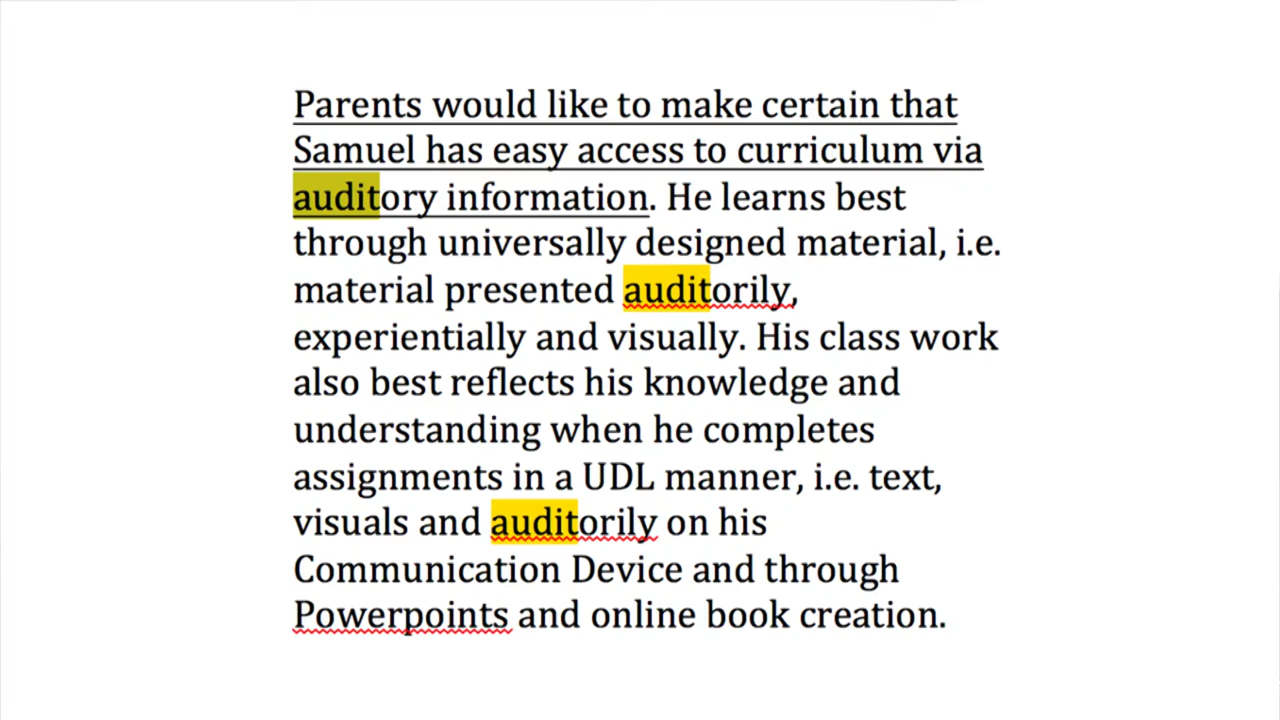 Parents would like to make certain that
Samuel has easy access to curriculum via
auditory information. He learns best
through universally designed material, i.e.
material presented auditorily,
experientially and visually. His class work
also best reflects his knowledge and
understanding when he completes
assignments in a UDL manner, i.e. text,
visuals and auditorily on his
Communication Device and through
Powerpoints and online book creation.